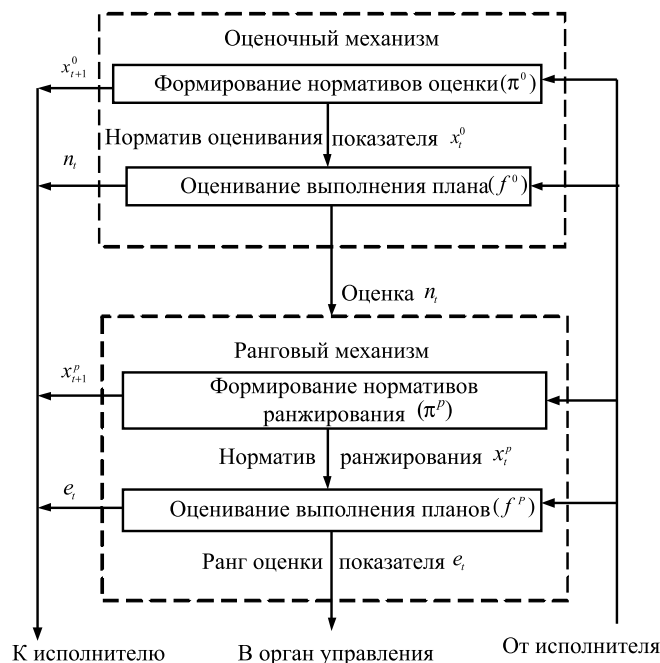 Оценочный механизм
x⁰ₜ₊₁
Формирование нормативов оценки(π⁰)
Норматив оценивания показателя x⁰ₜ
nₜ
Оценивание выполнения плана(f⁰)
Оценка nₜ
Ранговый механизм
xᵖₜ₊₁
Формирование нормативов
ранжирования (πᵖ)
Норматив ранжирования xᵖₜ
eₜ
Оценивание выполнения планов(fᴾ)
Ранг оценки показателя eₜ
К исполнителю В орган управления От исполнителя